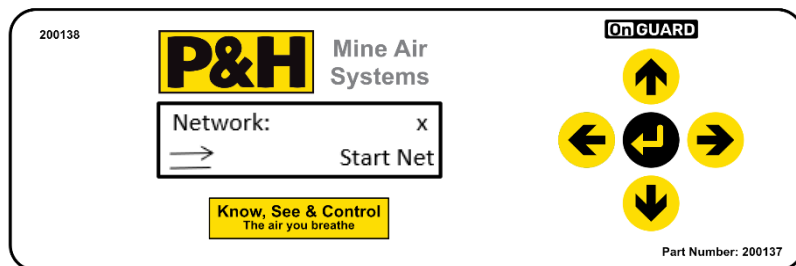 200138
P&H
Mine Air
Systems
OnGUARD
Network: x
Start Net
Know, See & Control
The air you breathe
Part Number: 200137